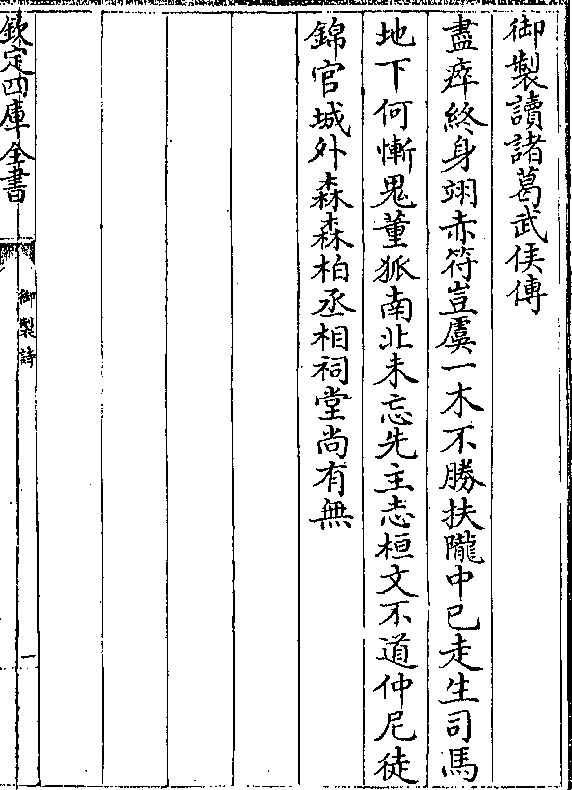 御製讀諸葛武侯傳
盡瘁終身翊赤符豈虞一木不勝扶隴中已走生司馬
地下何慚鬼董狐南北未忘先主志桓文不道仲尼徒
錦官城外森森柏丞相祠堂尚有無
欽定四庫全書
御製詩
一